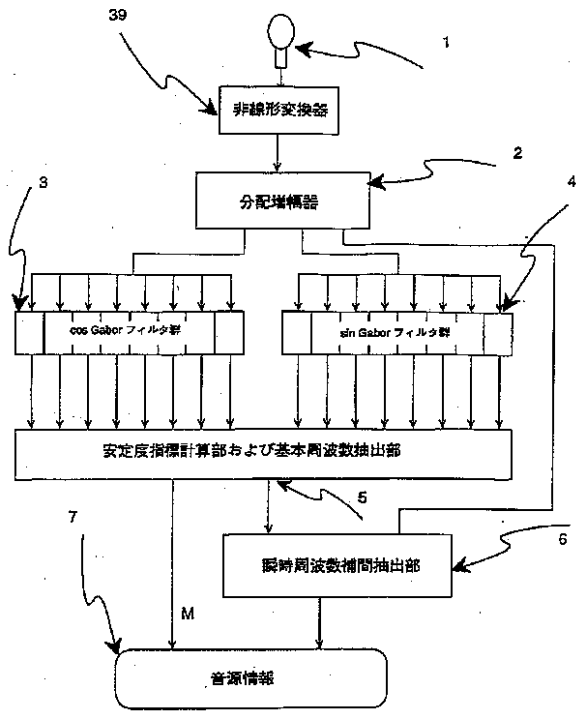 39
1
非線形変換器
2
分配増幅器
3
4
cos Gabor フィルタ群
sin Gabor フィルタ群
安定度指標計算部および基本周波数抽出部
5
7
瞬時周波数補間抽出部
6
M
音源情報